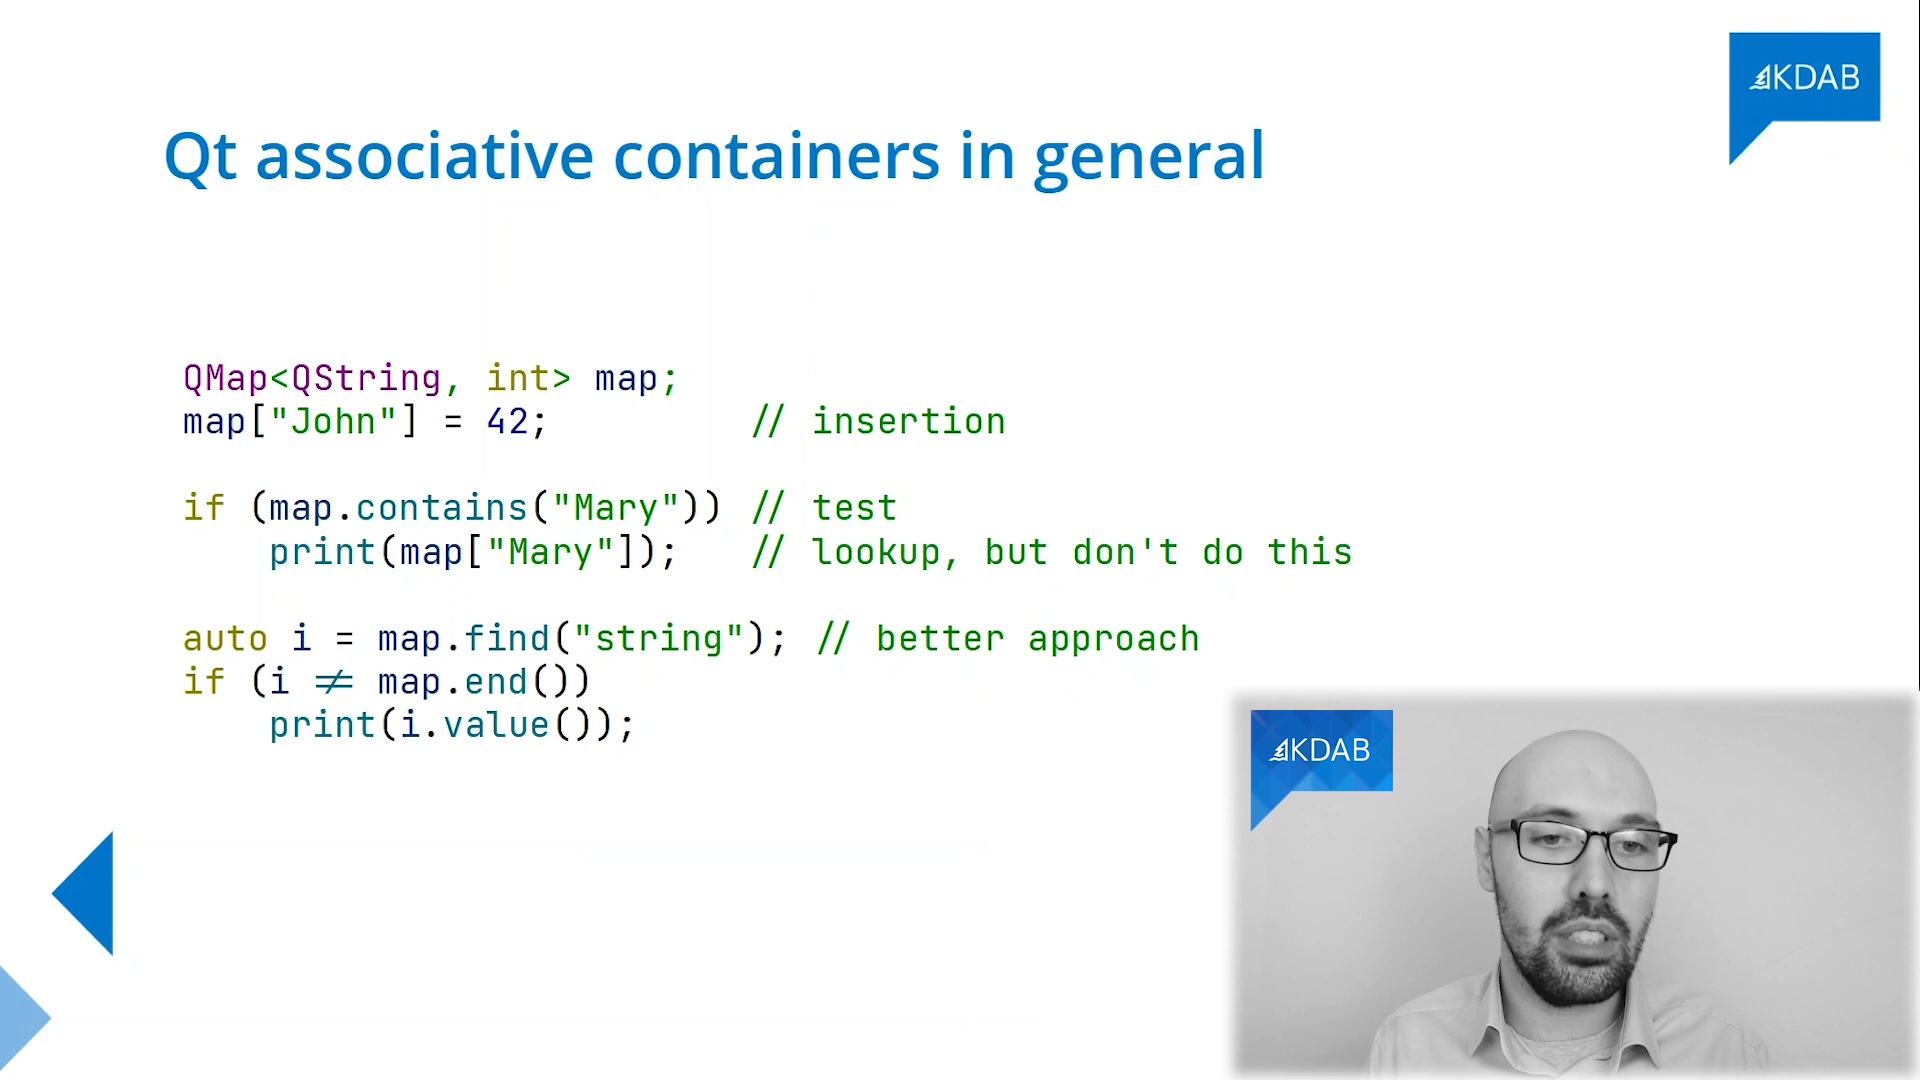 KDAB
Qt associative containers in general
QMap<QString, int> map;
map["John"] = 42; // insertion
if (map.contains("Mary")) // test
print(map["Mary"]); // lookup, but don't do this
auto i = map.find("string"); // better approach
if (i ≠ map.end())
print(i.value());
KDAB